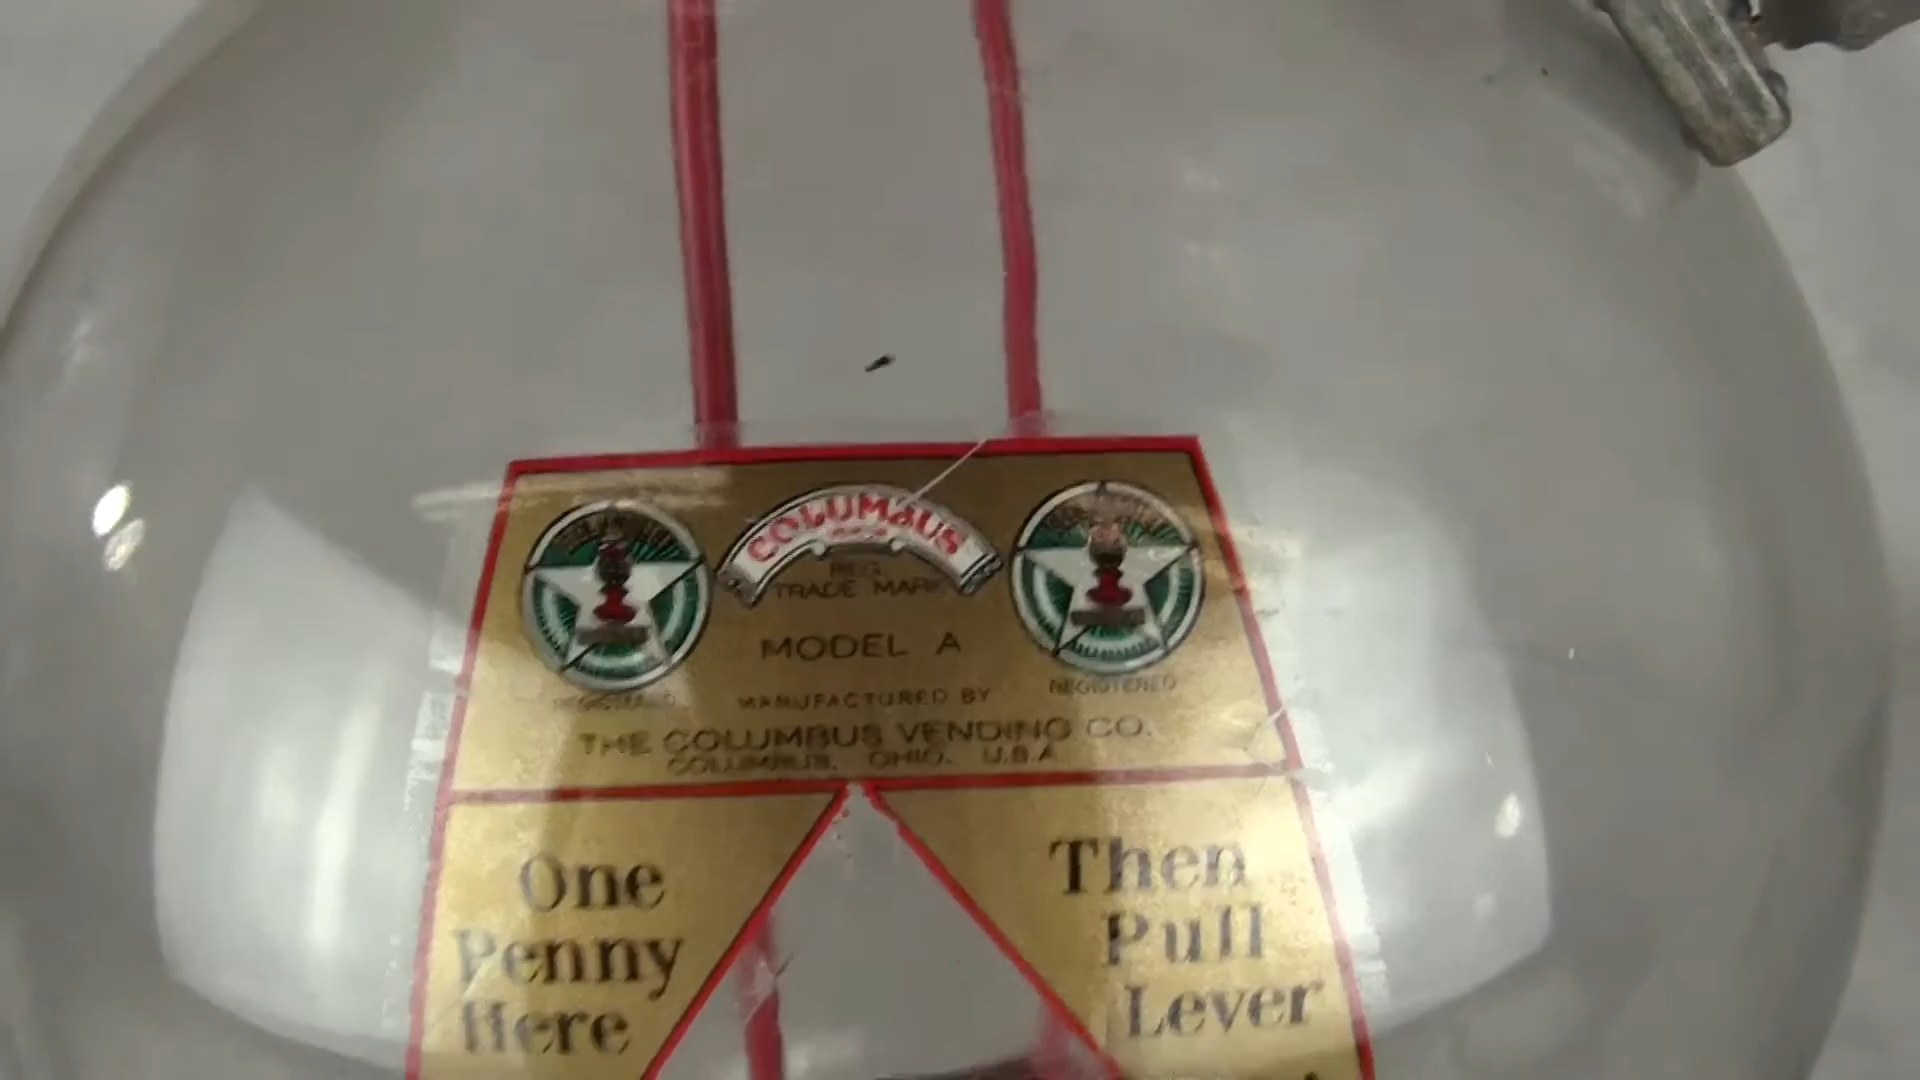 COLUMBUS
REG.
TRADE MARK
MODEL A
REGISTERED
REGISTERED
MANUFACTURED BY
THE COLUMBUS VENDING CO.
COLUMBUS, OHIO, U.S.A
One
Penny
Here
Then
Pull
Lever